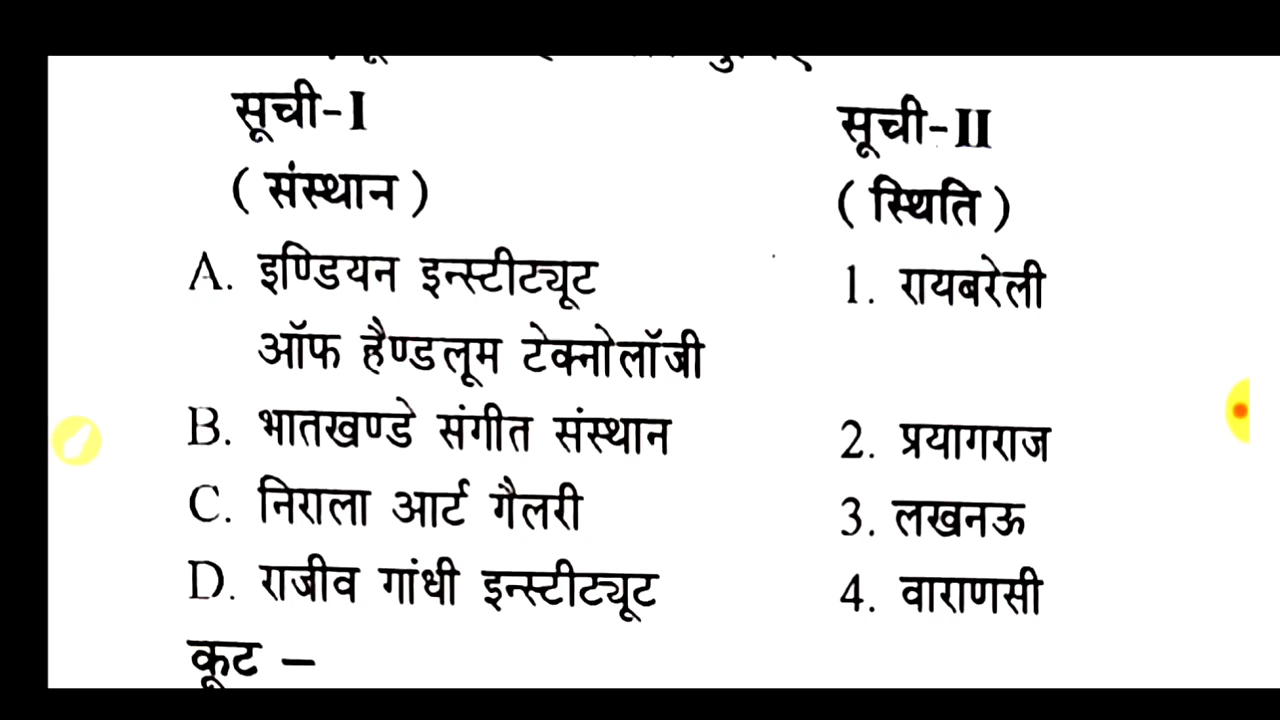 सूची-I
सूची-II
( संस्थान )
( स्थिति )
A. इण्डियन इन्स्टीट्यूट
1. रायबरेली
ऑफ हैण्डलूम टेक्नोलॉजी
B. भातखण्डे संगीत संस्थान
2. प्रयागराज
C. निराला आर्ट गैलरी
3. लखनऊ
D. राजीव गांधी इन्स्टीट्यूट
4. वाराणसी
कूट –